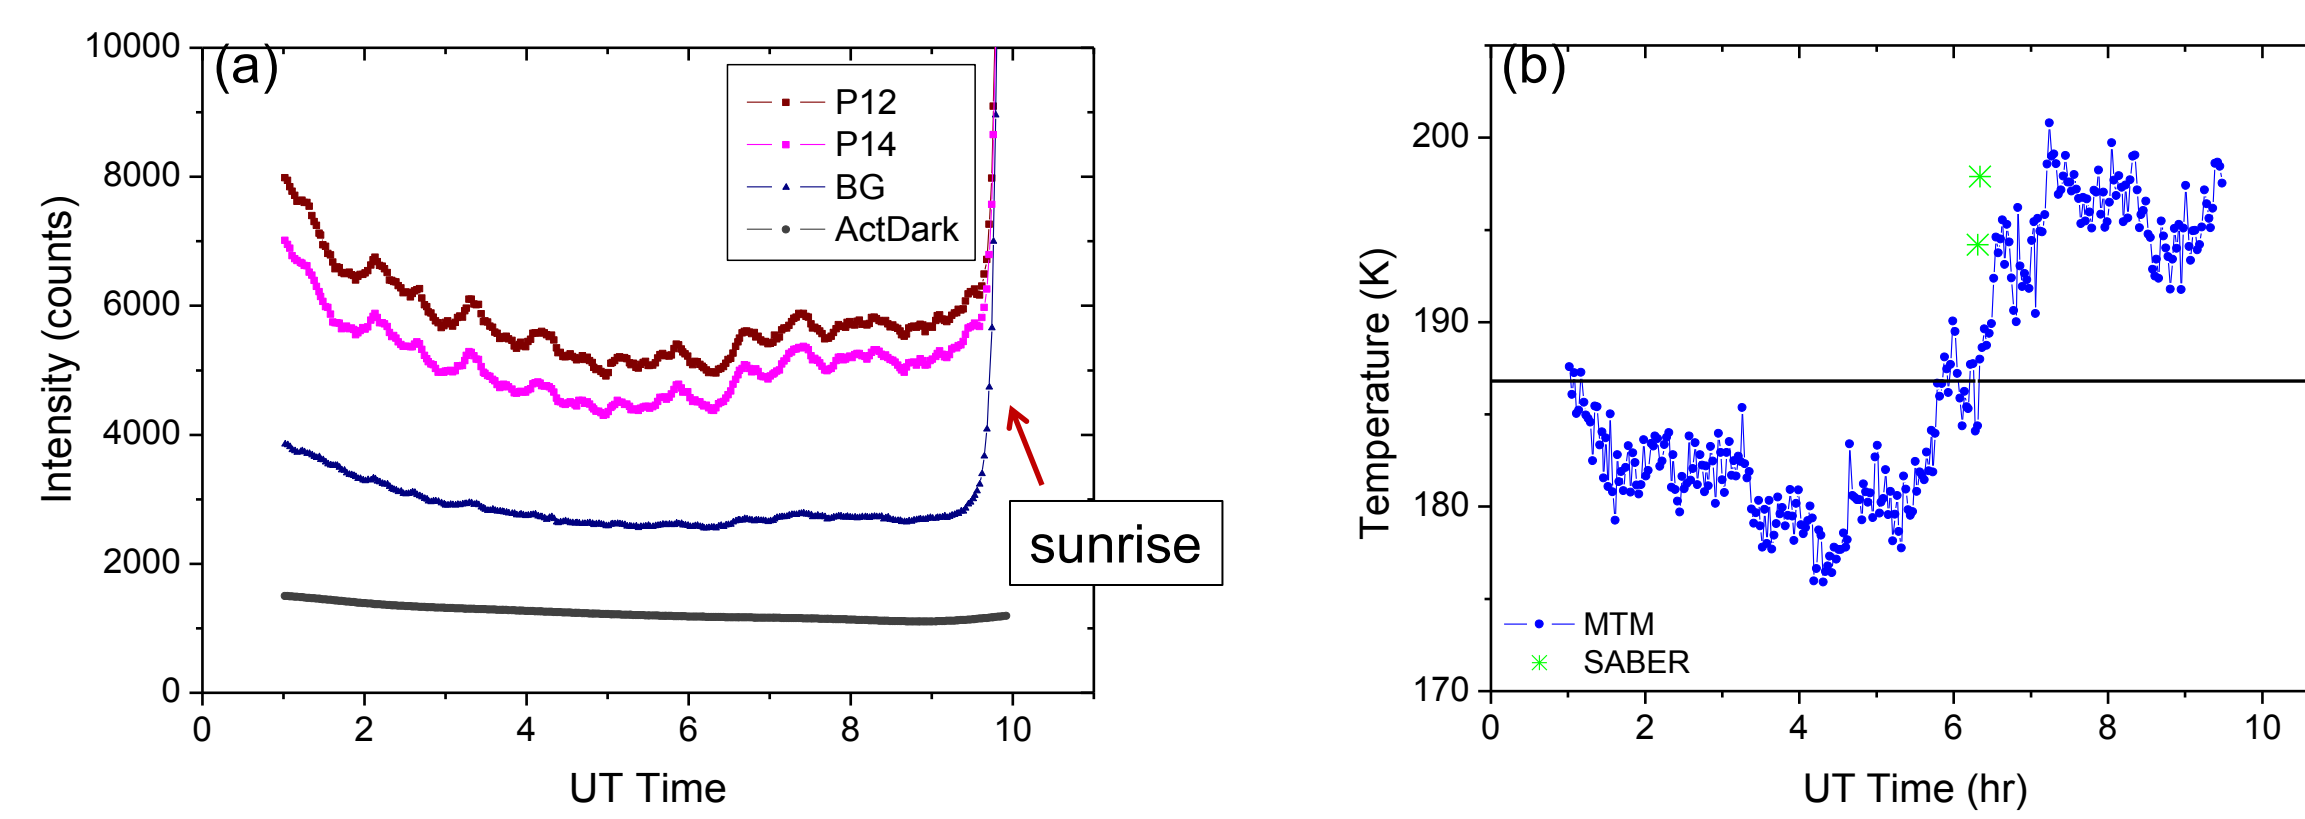 (a)
10000
8000
6000
4000
2000
0
0 2 4 6 8 10
Intensity (counts)
UT Time
P12
P14
BG
ActDark
sunrise
(b)
200
190
180
170
0 2 4 6 8 10
Temperature (K)
UT Time (hr)
MTM
SABER